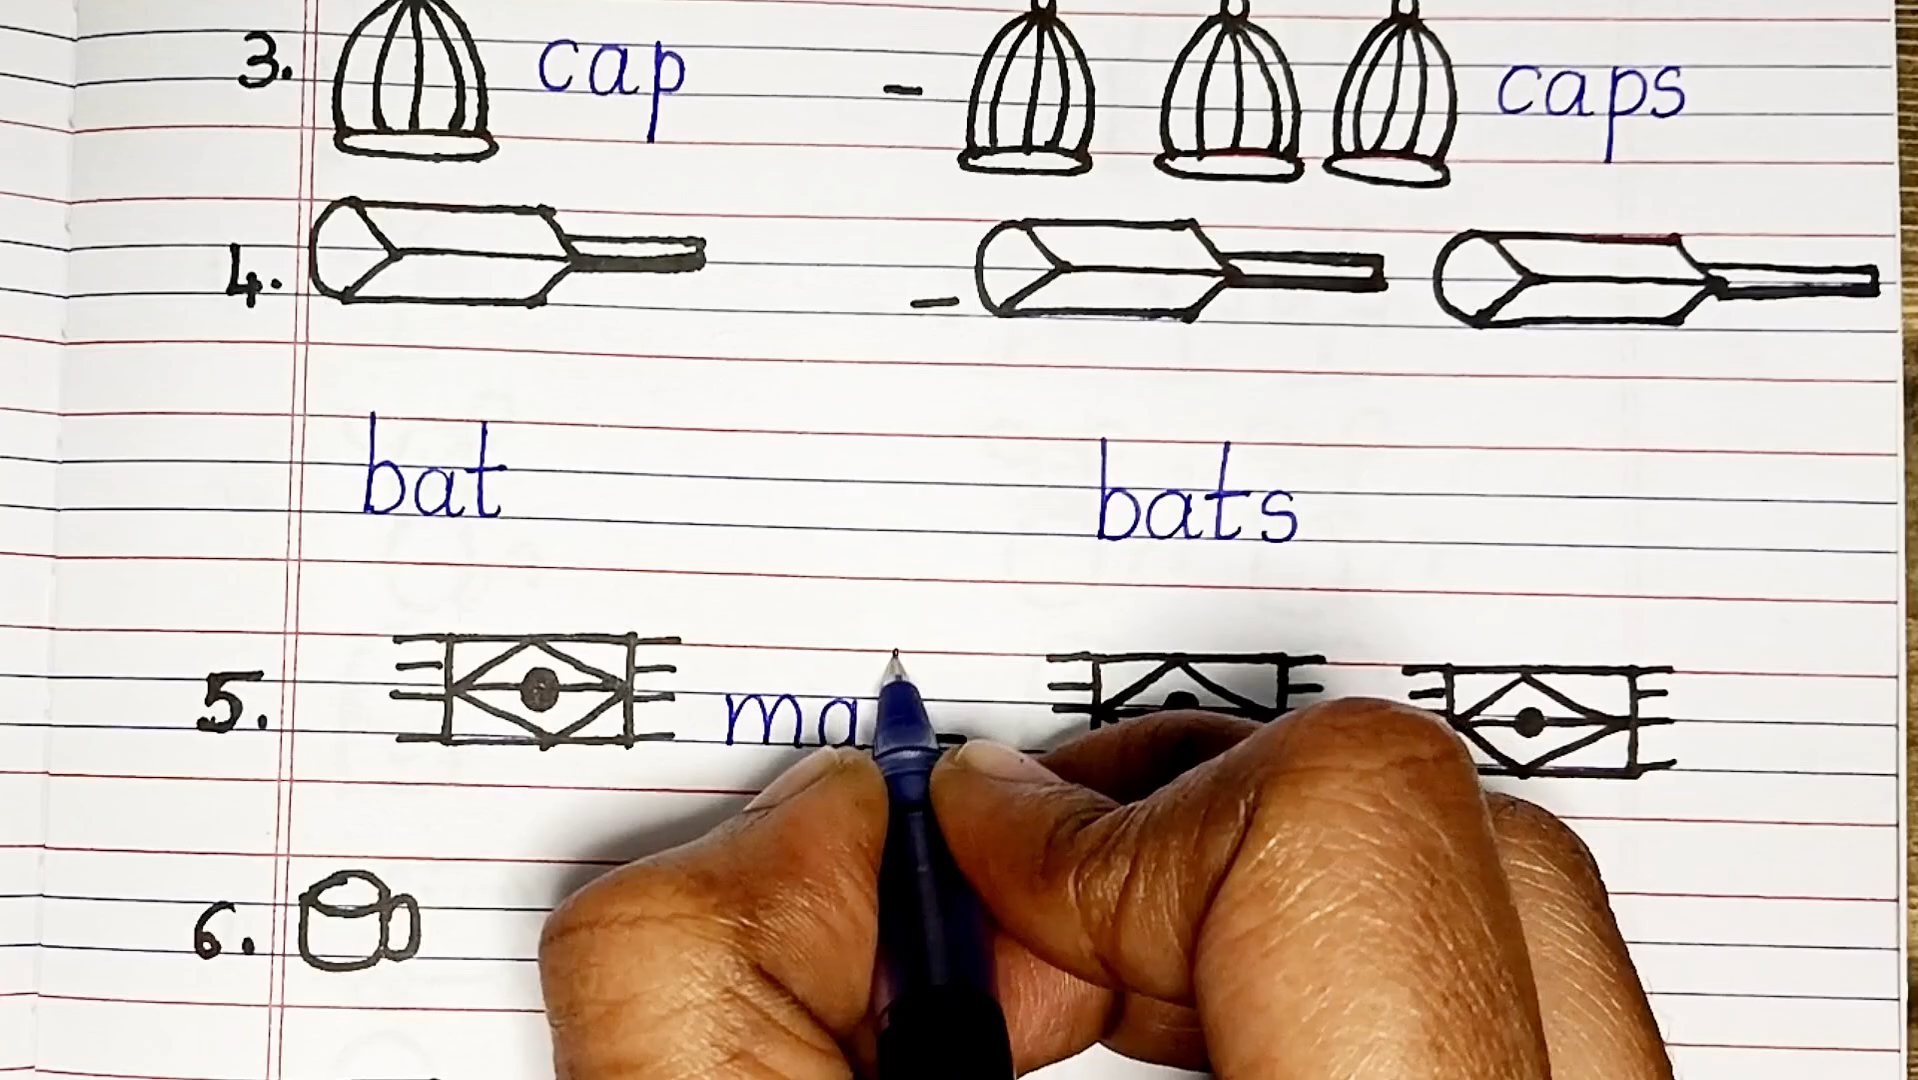 3. cap - caps
4. -
bat bats
5. ma -
6.